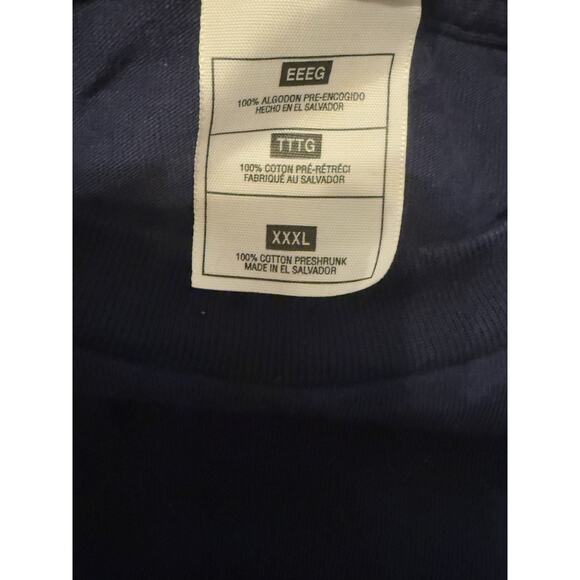 EEEG
100% ALGODON PRE-ENCOGIDO
HECHO EN EL SALVADOR
TTTG
100% COTON PRÉ-RÉTRÉCI
FABRIQUÉ AU SALVADOR
XXXL
100% COTTON PRESHRUNK
MADE IN EL SALVADOR